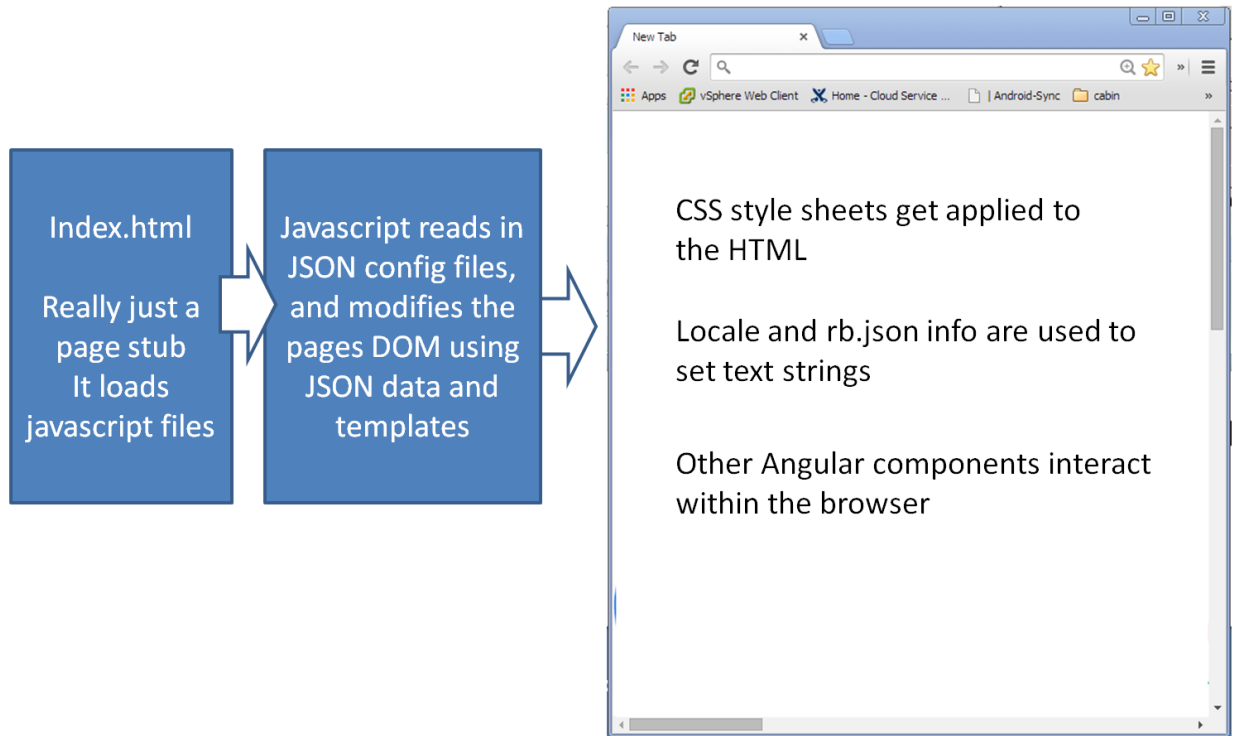 Index.html
Really just a
page stub
It loads
javascript files
Javascript reads in
JSON config files,
and modifies the
pages DOM using
JSON data and
templates
New Tab
Apps vSphere Web Client Home - Cloud Service ... | Android-Sync cabin »
CSS style sheets get applied to
the HTML
Locale and rb.json info are used to
set text strings
Other Angular components interact
within the browser